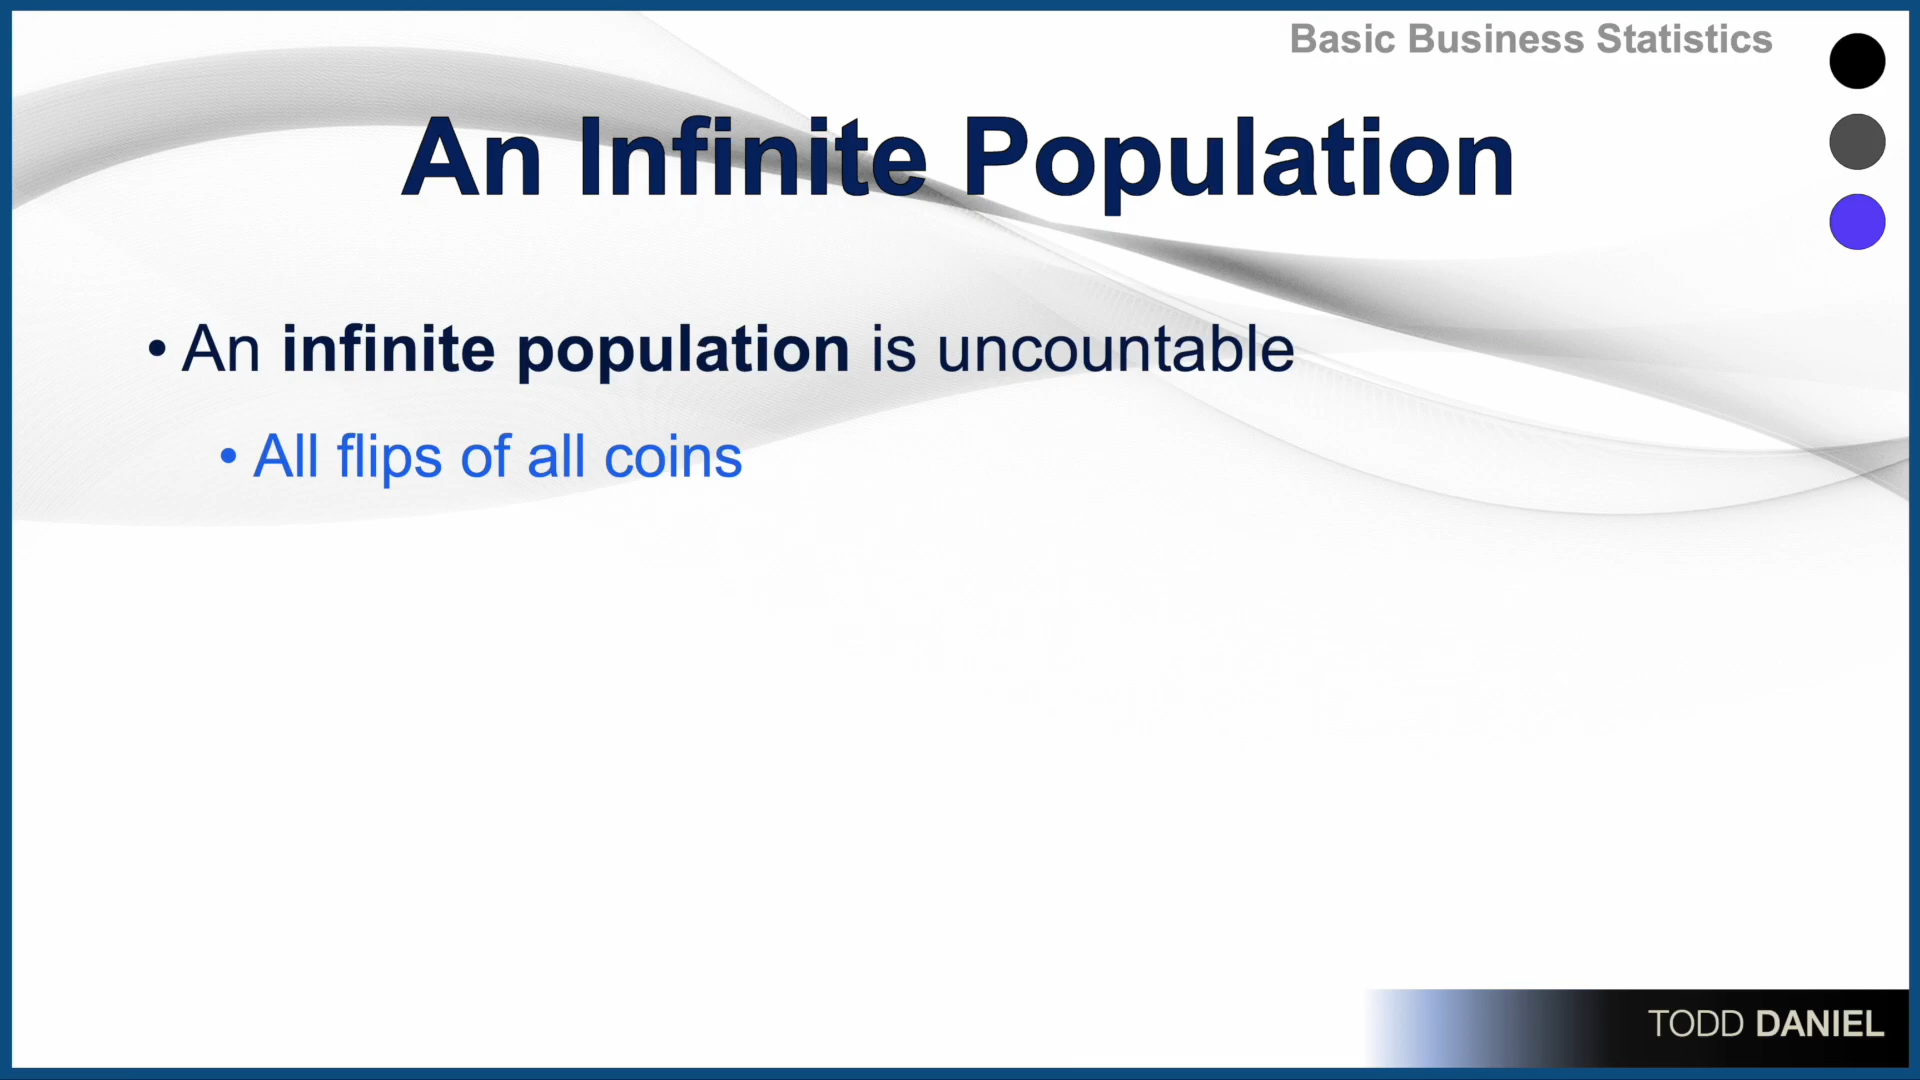 Basic Business Statistics
An Infinite Population
• An infinite population is uncountable
• All flips of all coins
TODD DANIEL